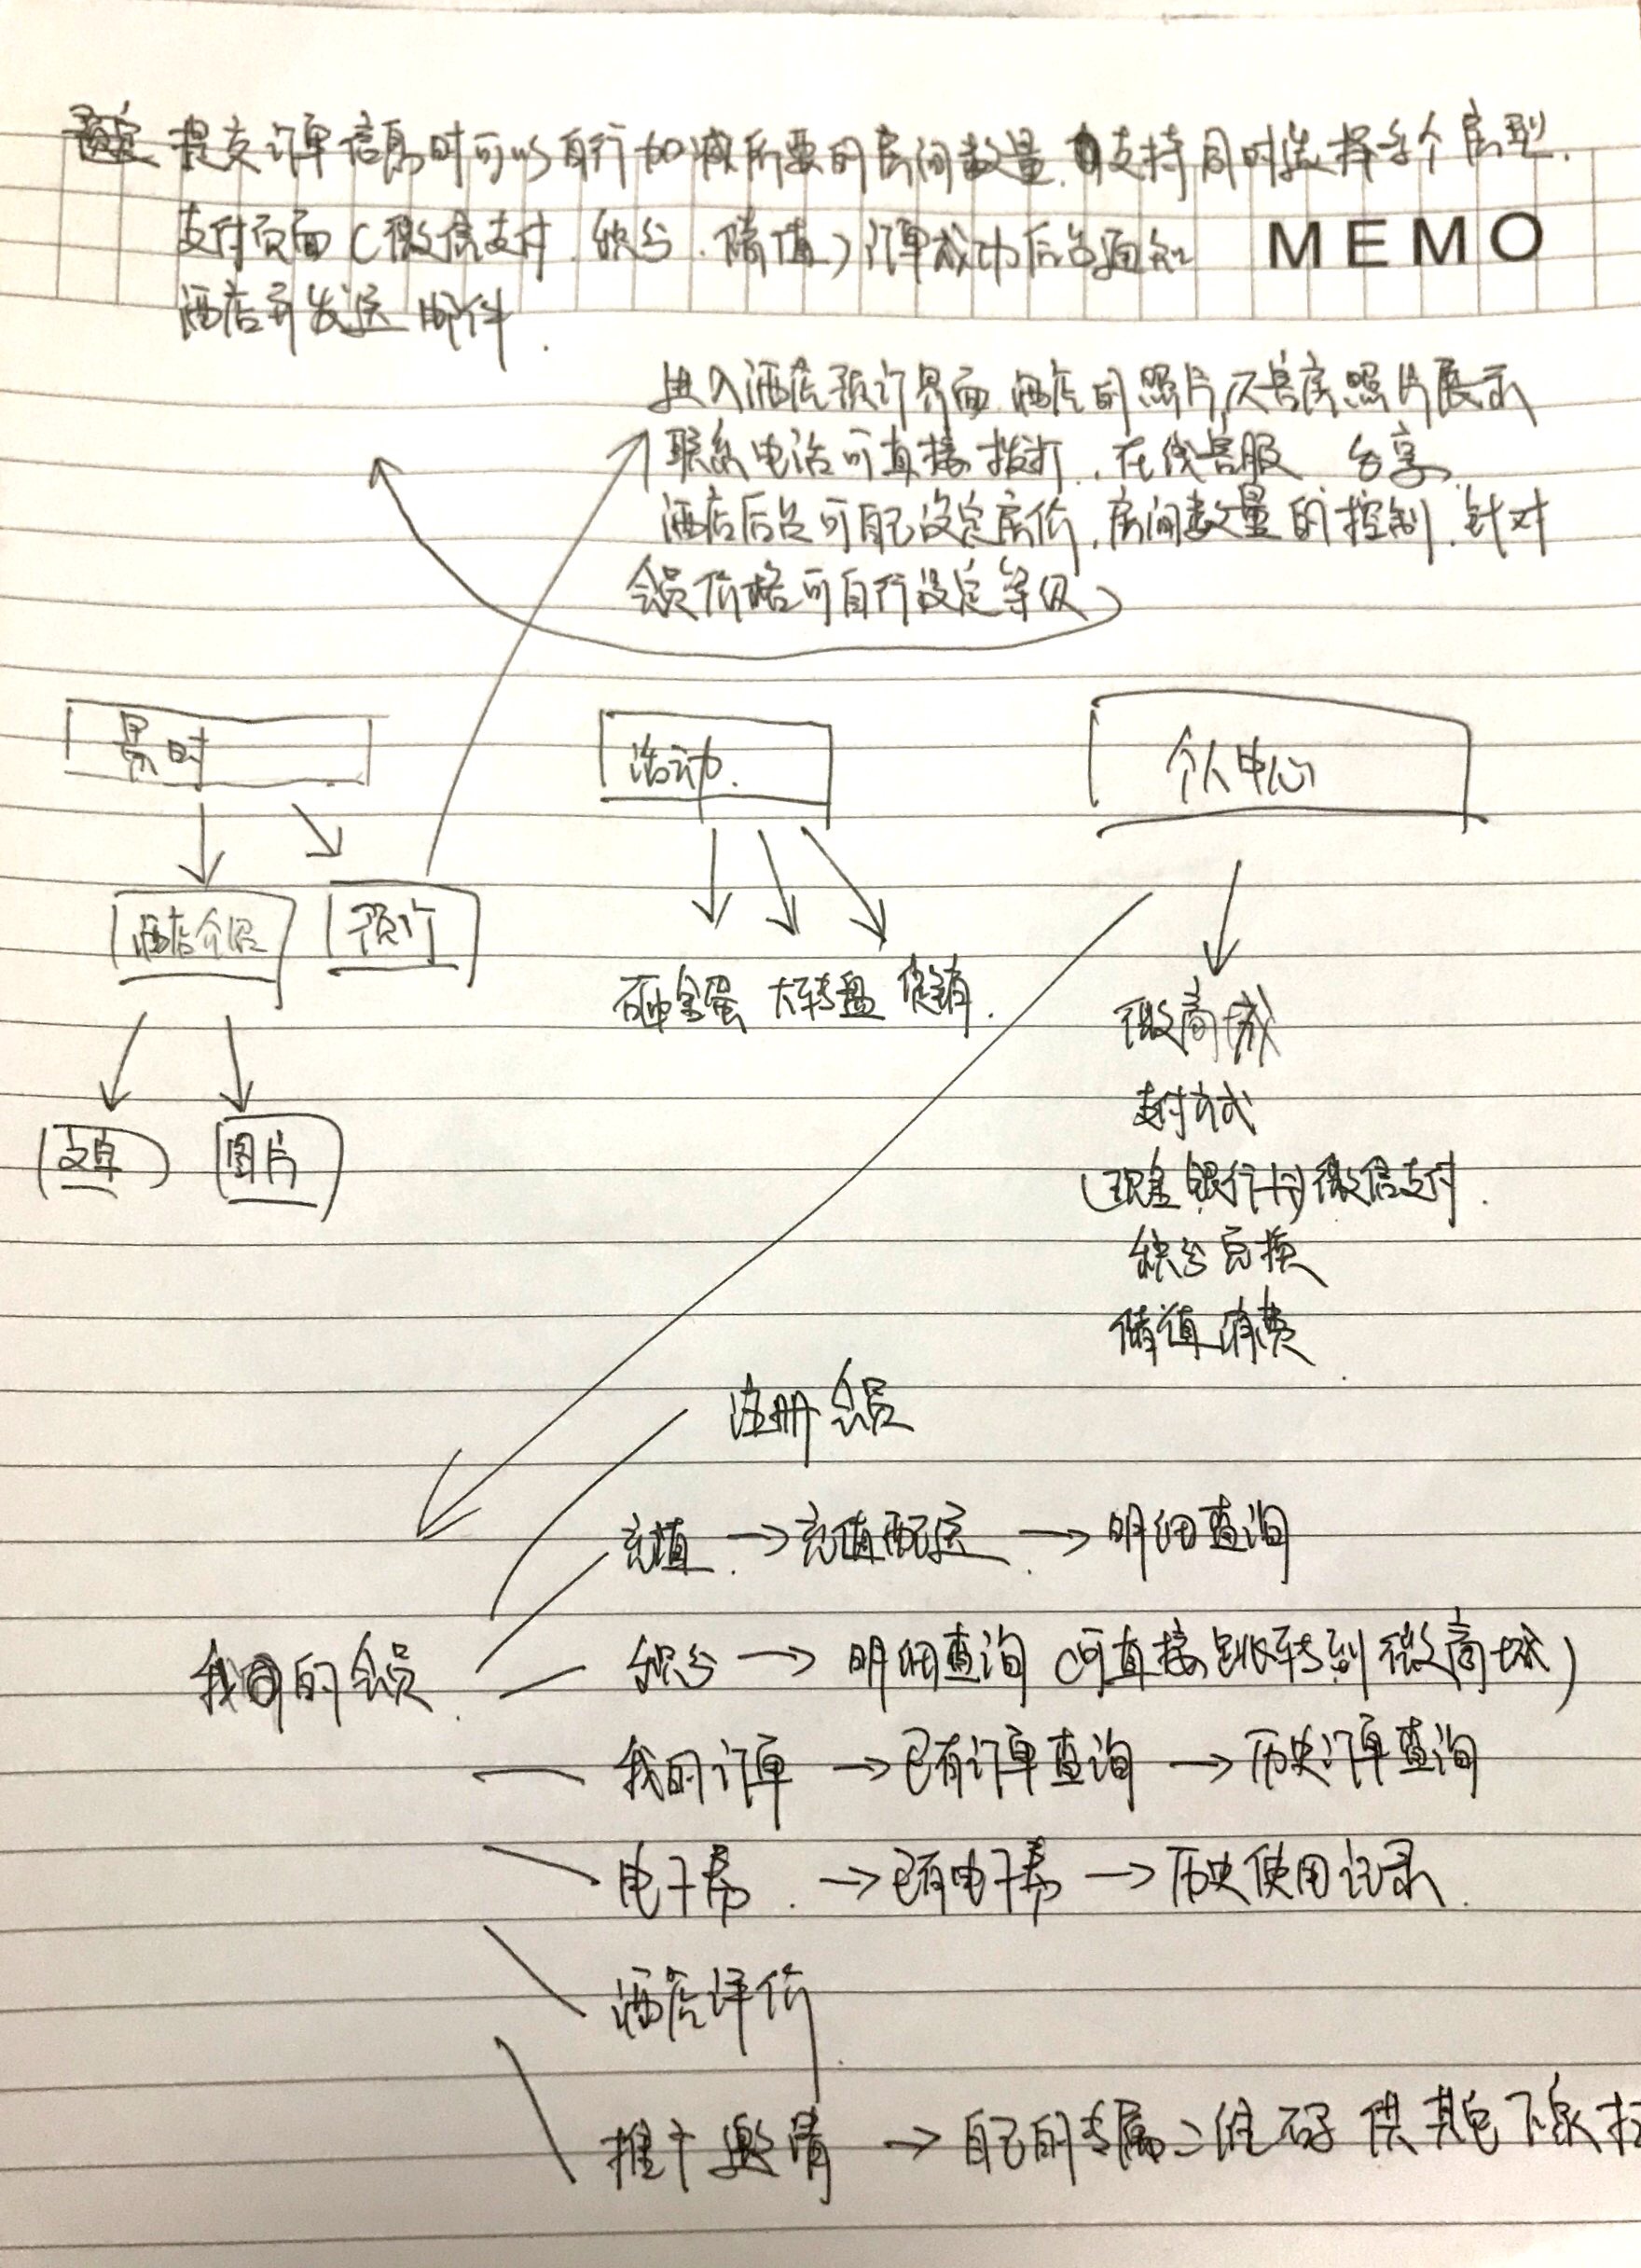 提交订单信息时可以自行加减所要的房间数量.支持同时选择多个房型.
支付页面(微信支付.积分.储值)订单成功后台通知
MEMO
酒店并发送邮件.
进入酒店预订界面.酒店的照片及客房照片展示
联系电话可直接拨打.在线客服 分享
酒店后台可自己设定房价.房间数量的控制.针对
会员价格可自行设定等级
易时
活动.
个人中心
酒店介绍
预订
砸金蛋 大转盘 促销.
微商城
支付方式
文章
图片
(现金 银行卡)微信支付.
积分兑换
储值消费
注册会员
充值. → 充值酒店. → 明细查询
我的会员.
积分 → 明细查询(可直接跳转到微商城)
我的订单 → 已有订单查询 → 历史订单查询
电子券. → 已有电子券 → 历史使用记录.
酒店评价
推广邀请 → 自己的专属二维码 供其他下线